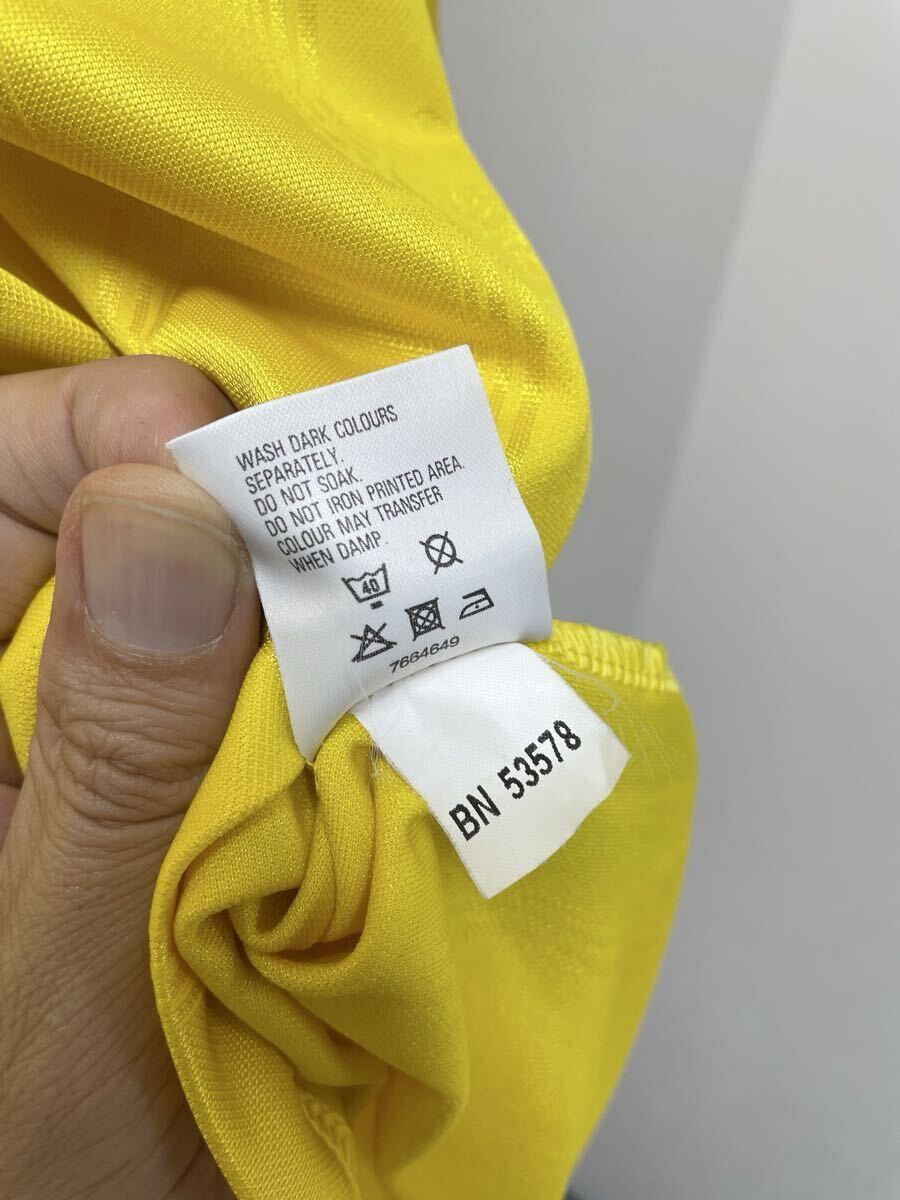 WASH DARK COLOURS
SEPARATELY.
DO NOT SOAK.
DO NOT IRON PRINTED AREA.
COLOUR MAY TRANSFER
WHEN DAMP.
40
7664649
BN 53578